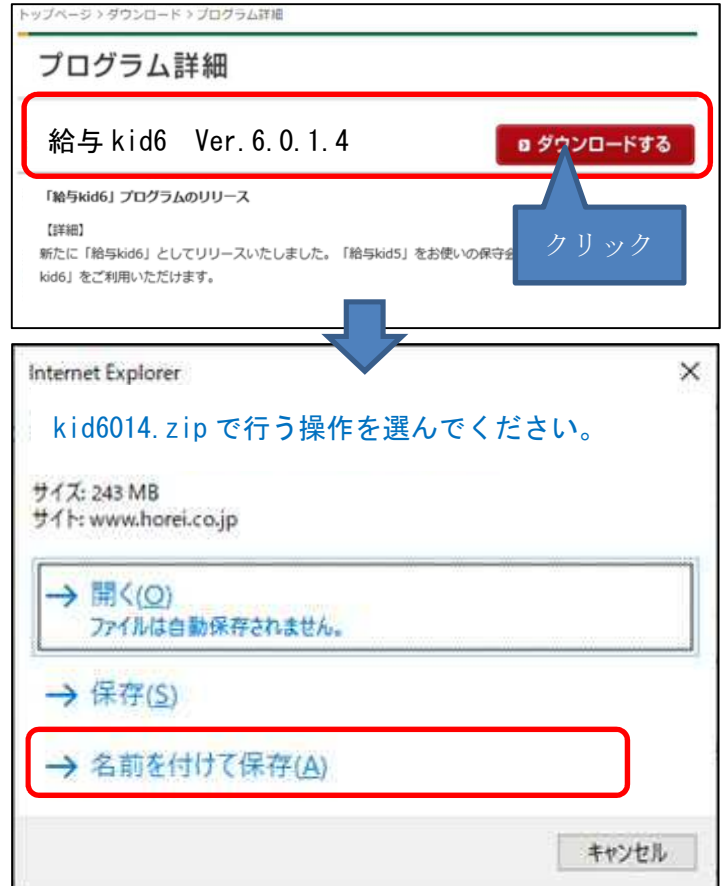 トップページ > ダウンロード > プログラム詳細
プログラム詳細
給与 kid6 Ver.6.0.1.4
ダウンロードする
「給与kid6」プログラムのリリース
クリック
【詳細】
新たに「給与kid6」としてリリースいたしました。「給与kid5」をお使いの保守会
kid6」をご利用いただけます。
Internet Explorer
kid6014.zip で行う操作を選んでください。
サイズ: 243 MB
サイト: www.horei.co.jp
→ 開く(O)
ファイルは自動保存されません。
→ 保存(S)
→ 名前を付けて保存(A)
キャンセル